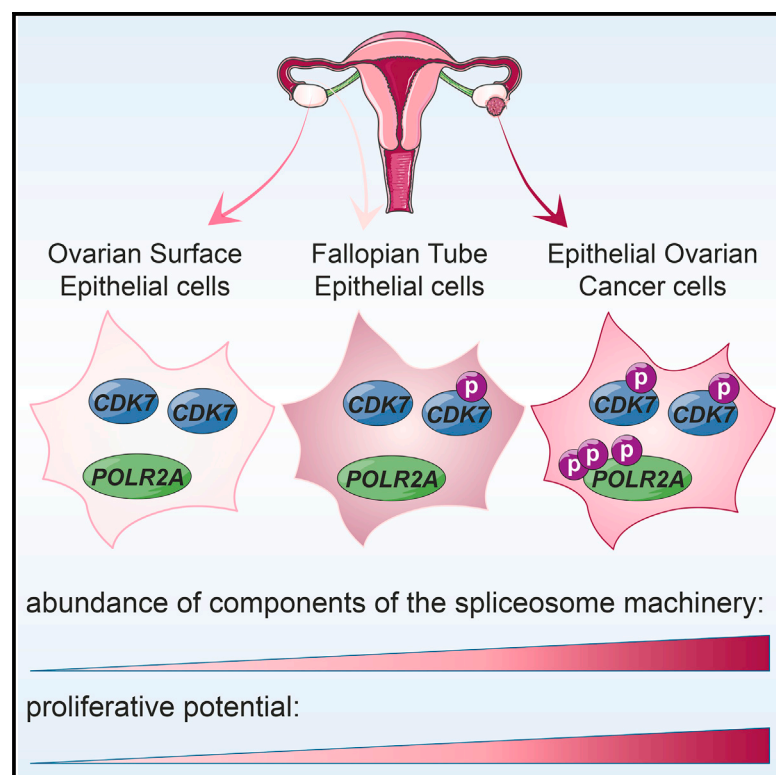 Ovarian Surface
Epithelial cells
Fallopian Tube
Epithelial cells
Epithelial Ovarian
Cancer cells
CDK7
CDK7
POLR2A
p
CDK7
CDK7
POLR2A
p
p
CDK7
CDK7
p
p
p
POLR2A
abundance of components of the spliceosome machinery:
proliferative potential: